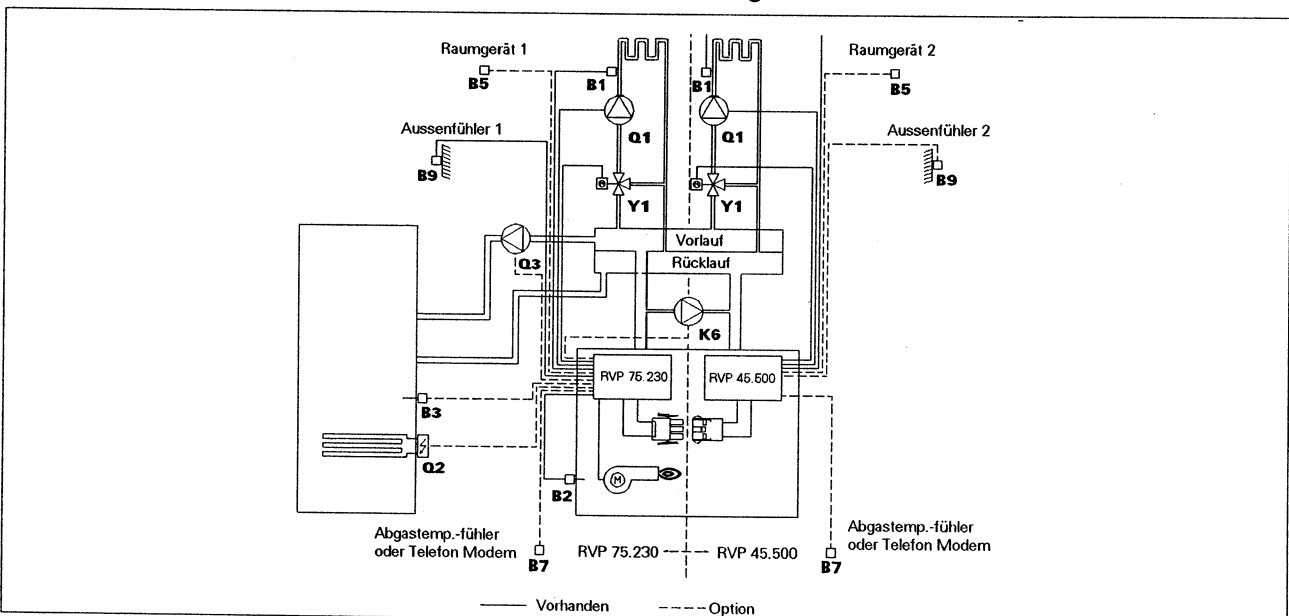 Raumgerät 1
B5
B1
B1
Raumgerät 2
B5
Q1
Q1
Aussenfühler 1
B9
Aussenfühler 2
B9
Y1
Y1
Vorlauf
Q3
Rücklauf
K6
RVP 75.230
RVP 45.500
B3
Q2
M
B2
Abgastemp.-fühler
oder Telefon Modem
B7
RVP 75.230
RVP 45.500
Abgastemp.-fühler
oder Telefon Modem
B7
Vorhanden
Option